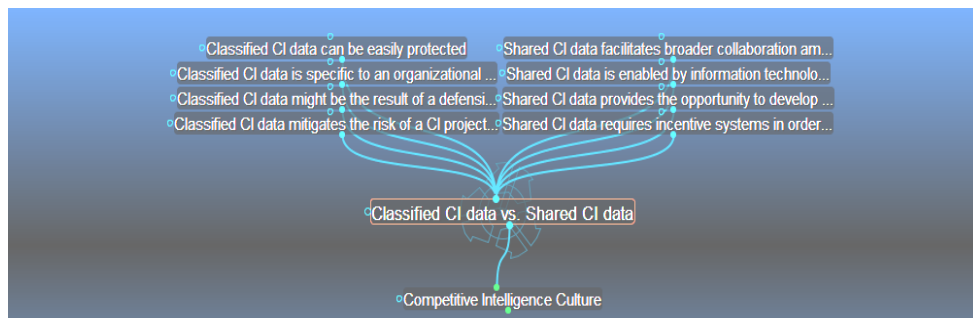 Classified CI data can be easily protected
Classified CI data is specific to an organizational ...
Classified CI data might be the result of a defensi...
Classified CI data mitigates the risk of a CI project...
Shared CI data facilitates broader collaboration am...
Shared CI data is enabled by information technolo...
Shared CI data provides the opportunity to develop ...
Shared CI data requires incentive systems in order...
Classified CI data vs. Shared CI data
Competitive Intelligence Culture